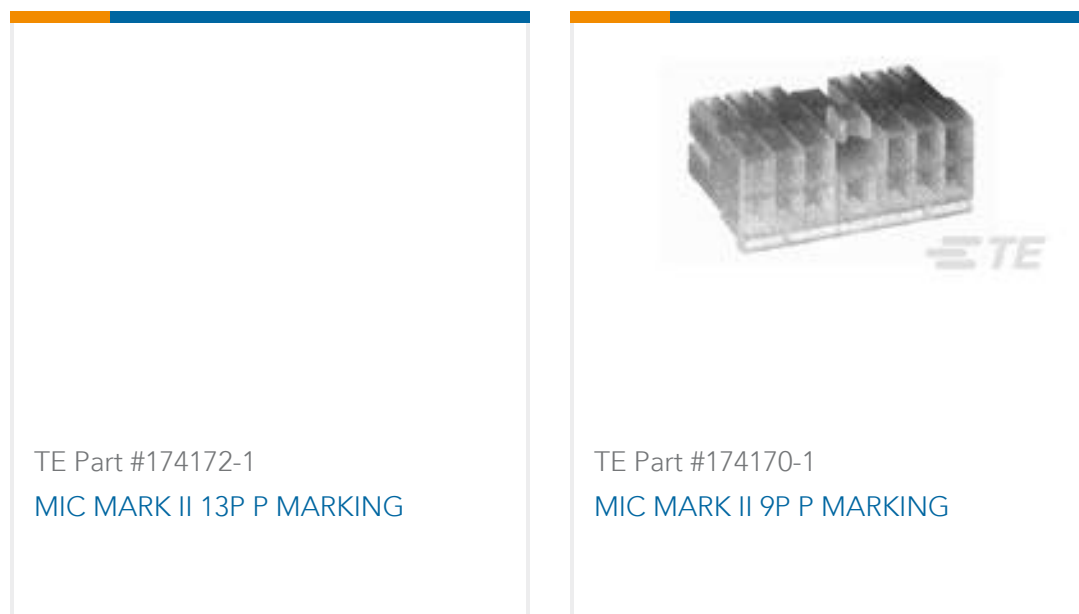 TE
TE Part #174172-1
MIC MARK II 13P P MARKING
TE Part #174170-1
MIC MARK II 9P P MARKING